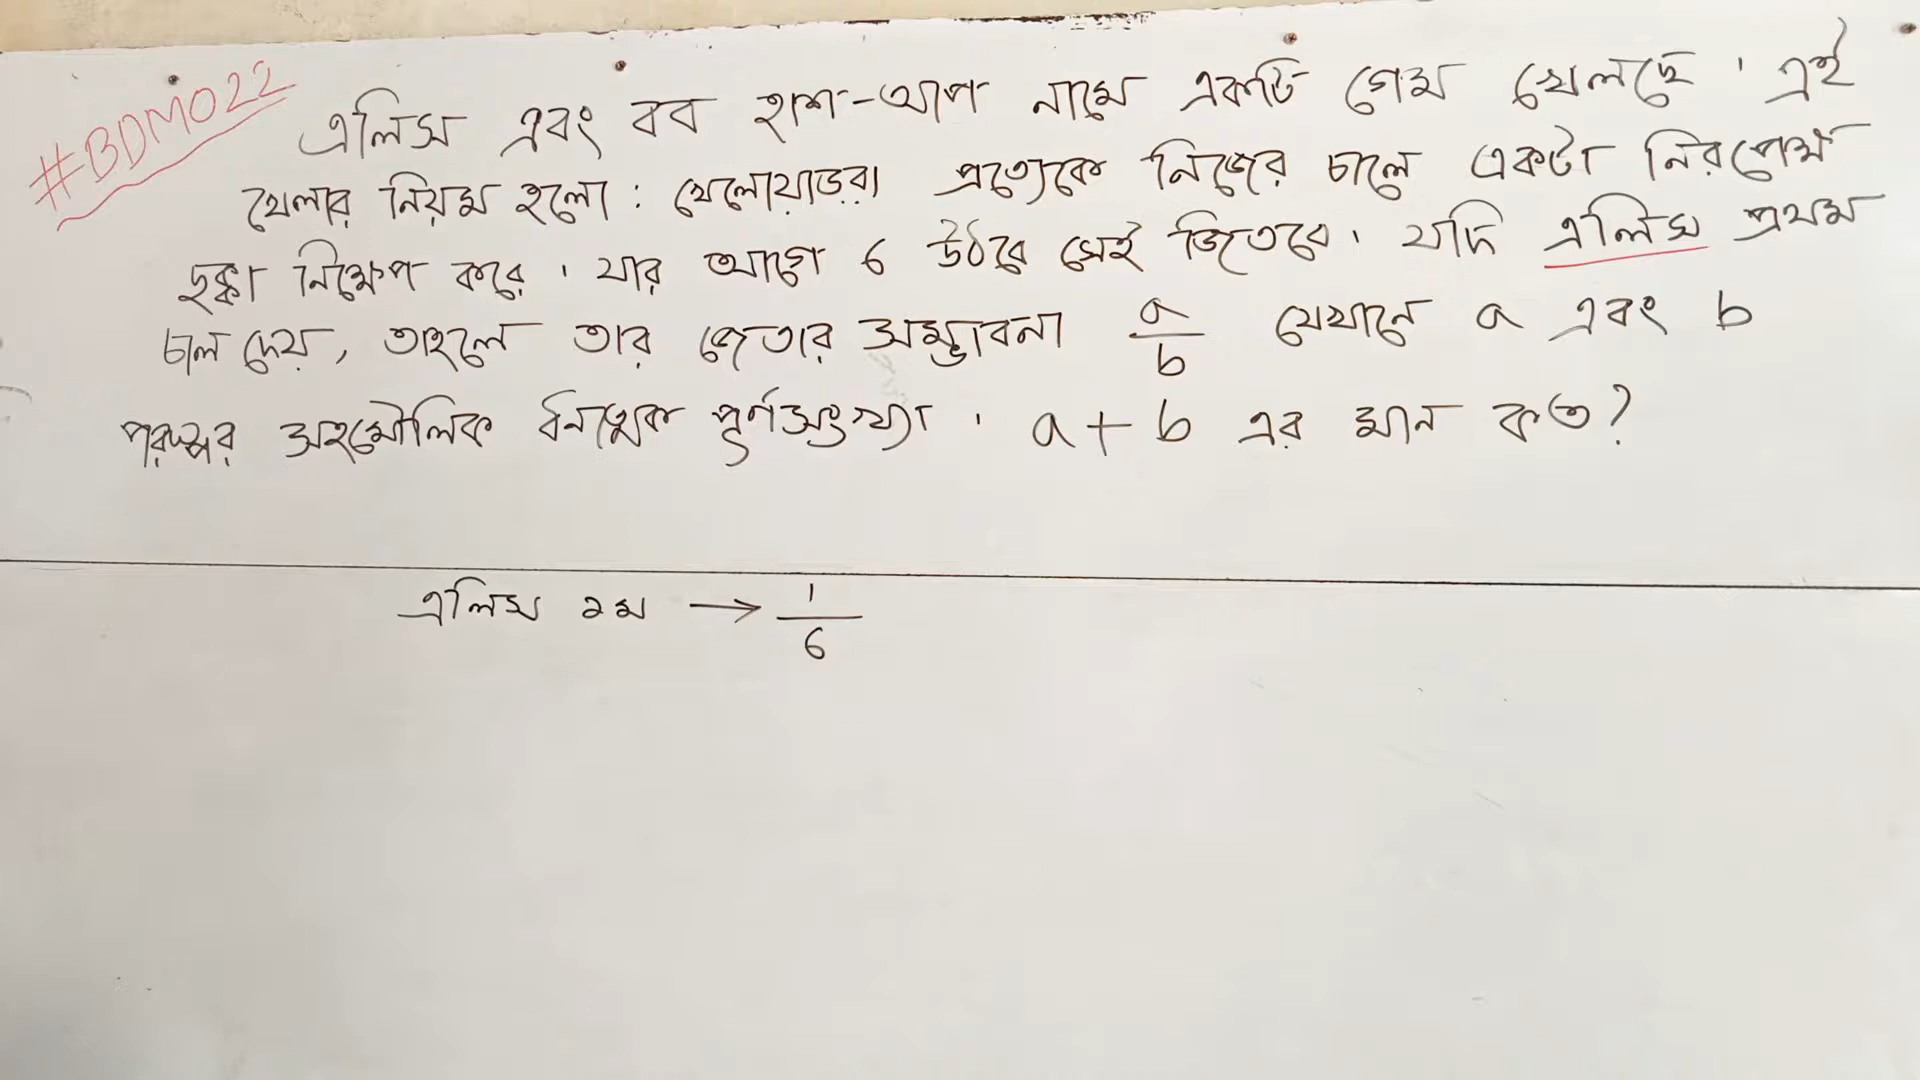 #BDMO22
এলিস এবং বব হাশ-আপ নামে একটি গেম খেলছে। এই
খেলার নিয়ম হলো: খেলোয়াড়রা প্রত্যেকে নিজের চালে একটা নিরপেক্ষ
ছক্কা নিক্ষেপ করে। যার আগে 6 উঠবে সেই জিতবে। যদি এলিস প্রথম
চাল দেয়, তাহলে তার জেতার সম্ভাবনা a/b যেখানে a এবং b
পরস্পর সহমৌলিক ধনাত্মক পূর্ণসংখ্যা। a+b এর মান কত?
এলিস ১ম → 1/6